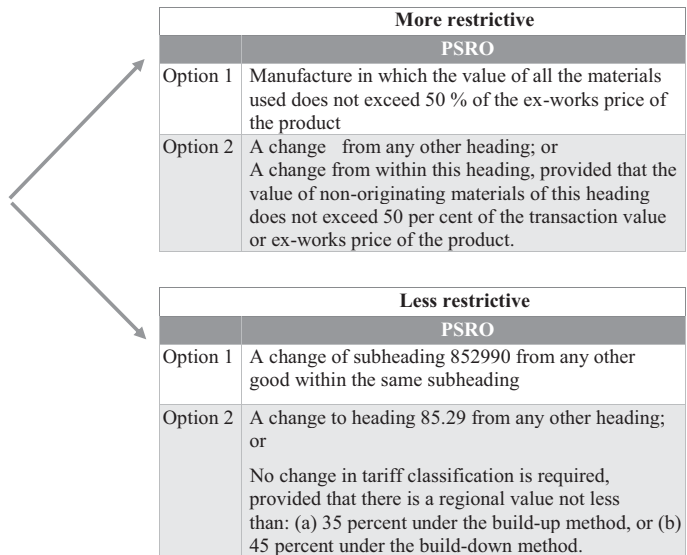 More restrictive
PSRO
Option 1 Manufacture in which the value of all the materials
used does not exceed 50 % of the ex-works price of
the product
Option 2 A change from any other heading; or
A change from within this heading, provided that the
value of non-originating materials of this heading
does not exceed 50 per cent of the transaction value
or ex-works price of the product.
Less restrictive
PSRO
Option 1 A change of subheading 852990 from any other
good within the same subheading
Option 2 A change to heading 85.29 from any other heading;
or
No change in tariff classification is required,
provided that there is a regional value not less
than: (a) 35 percent under the build-up method, or (b)
45 percent under the build-down method.